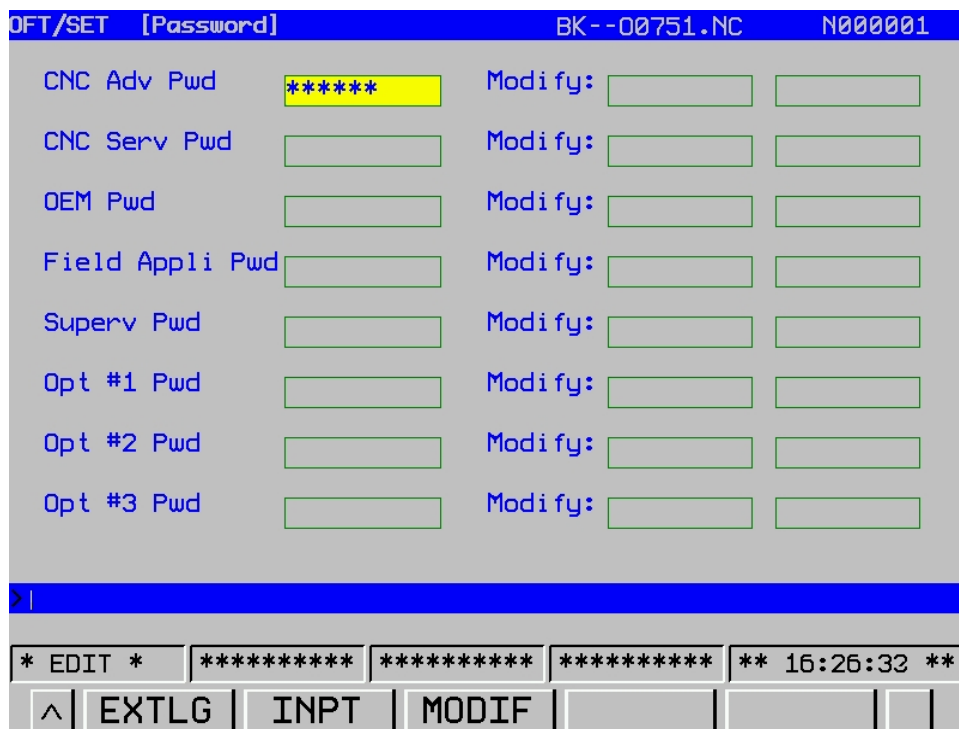 OFT/SET [Password] BK--O0751.NC N000001
CNC Adv Pwd ****** Modify:
CNC Serv Pwd Modify:
OEM Pwd Modify:
Field Appli Pwd Modify:
Superv Pwd Modify:
Opt #1 Pwd Modify:
Opt #2 Pwd Modify:
Opt #3 Pwd Modify:
>|
* EDIT * ********** ********** ********** ** 16:26:33 **
^ EXTLG INPT MODIF